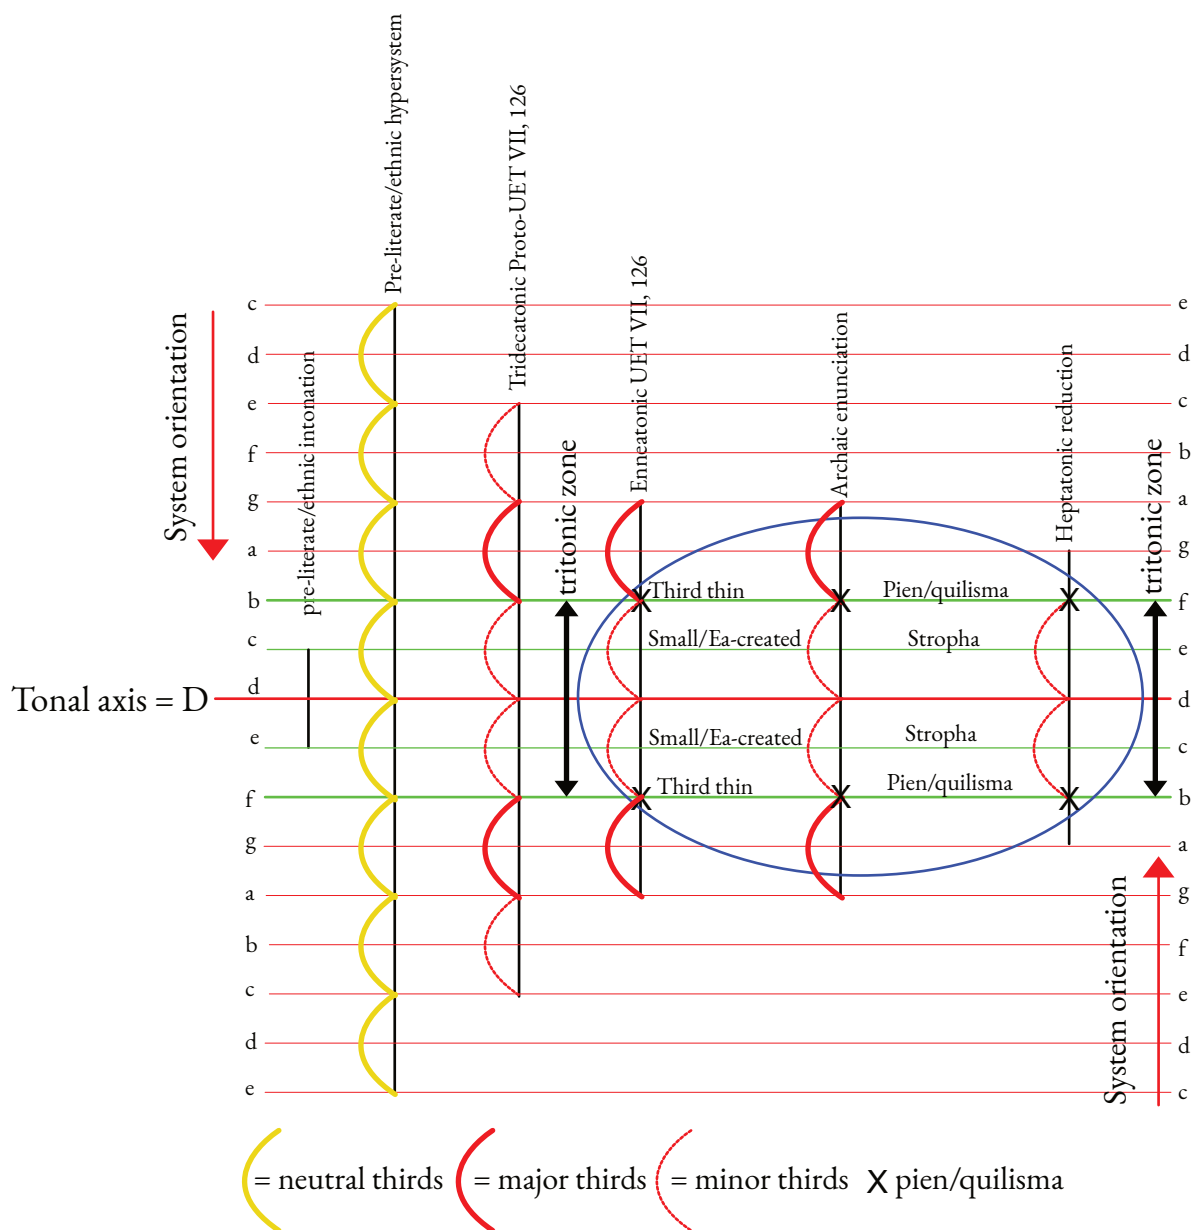 Pre-literate/ethnic hypersystem
Tridecatonic Proto-UET VII, 126
Enneatonic UET VII, 126
Archaic enunciation
Heptatonic reduction
pre-literate/ethnic intonation
System orientation
tritonic zone
tritonic zone
c e
d d
e c
f b
g a
a g
b Third thin Pien/quilisma f
c Small/Ea-created Stropha e
Tonal axis = D d d
e Small/Ea-created Stropha c
f Third thin Pien/quilisma b
g a
a g
b f
c e
d d
e c
System orientation
= neutral thirds = major thirds = minor thirds X pien/quilisma
X X X
X X X